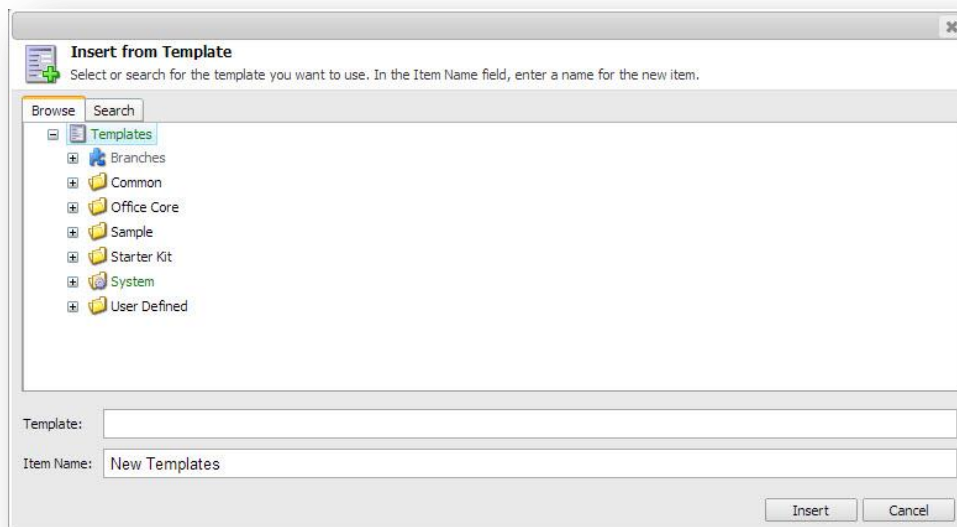 Insert from Template
Select or search for the template you want to use. In the Item Name field, enter a name for the new item.
Browse Search
Templates
Branches
Common
Office Core
Sample
Starter Kit
System
User Defined
Template:
Item Name: New Templates
Insert Cancel